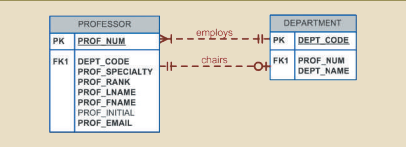 PROFESSOR
PK PROF_NUM
FK1 DEPT_CODE
PROF_SPECIALTY
PROF_RANK
PROF_LNAME
PROF_FNAME
PROF_INITIAL
PROF_EMAIL
employs
chairs
DEPARTMENT
PK DEPT_CODE
FK1 PROF_NUM
DEPT_NAME